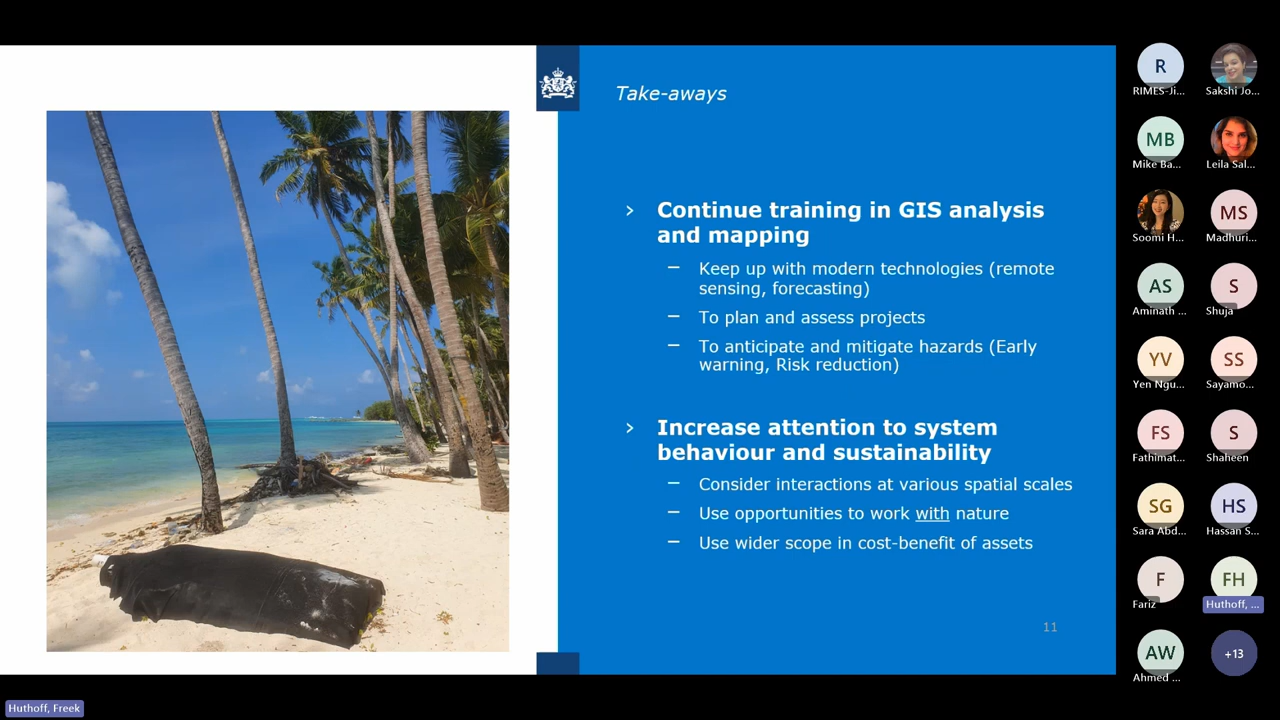 Take-aways
› Continue training in GIS analysis
and mapping
– Keep up with modern technologies (remote
sensing, forecasting)
– To plan and assess projects
– To anticipate and mitigate hazards (Early
warning, Risk reduction)
› Increase attention to system
behaviour and sustainability
– Consider interactions at various spatial scales
– Use opportunities to work with nature
– Use wider scope in cost-benefit of assets
11
R
RIMES-Ji...
Sakshi Jo...
MB
Mike Ba...
Leila Sal...
Soomi H...
MS
Madhuri...
AS
Aminath ...
S
Shuja
YV
Yen Ngu...
SS
Sayamo...
FS
Fathimat...
S
Shaheen
SG
Sara Abd...
HS
Hassan S...
F
Fariz
FH
Huthoff, ...
AW
Ahmed ...
+13
Huthoff, Freek